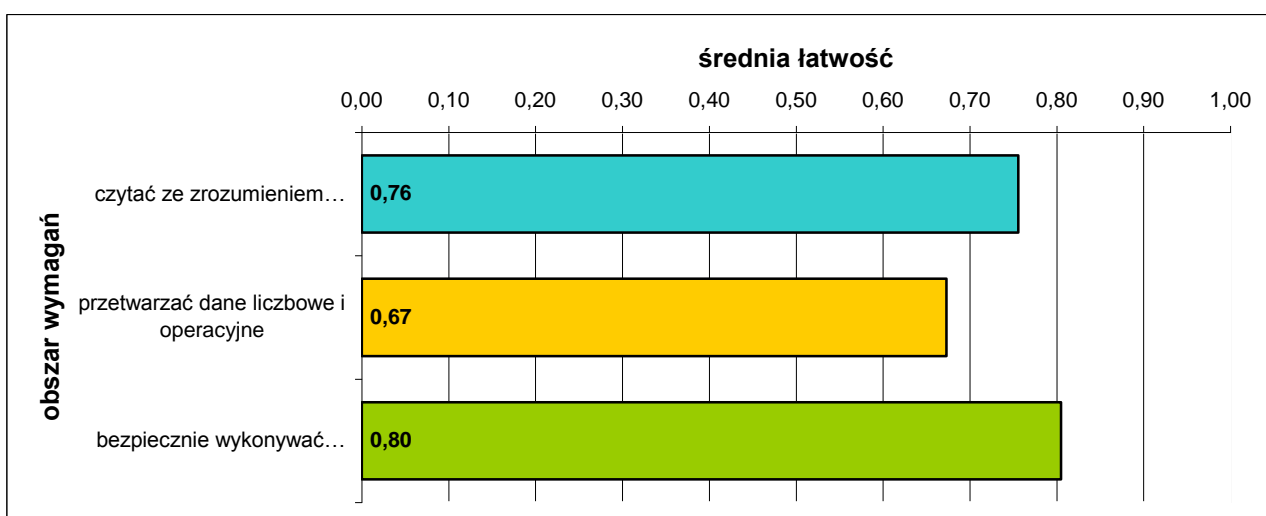 średnia łatwość
0,00 0,10 0,20 0,30 0,40 0,50 0,60 0,70 0,80 0,90 1,00
obszar wymagań
czytać ze zrozumieniem…
0,76
przetwarzać dane liczbowe i
operacyjne
0,67
bezpiecznie wykonywać…
0,80